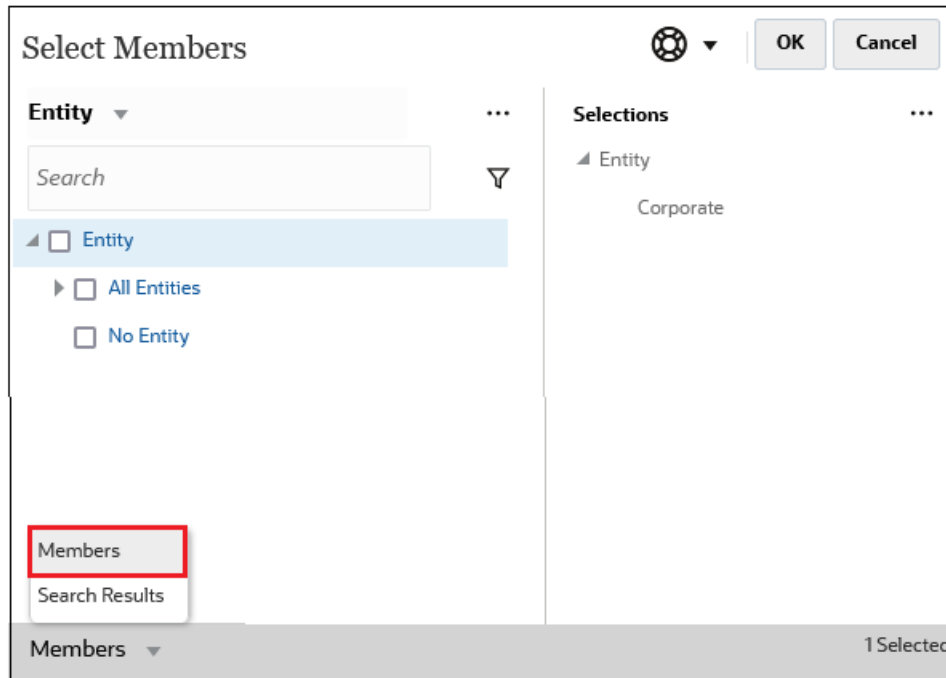 Select Members
OK
Cancel
Entity
...
Selections
...
Search
Entity
Corporate
Entity
All Entities
No Entity
Members
Search Results
Members
1 Selected